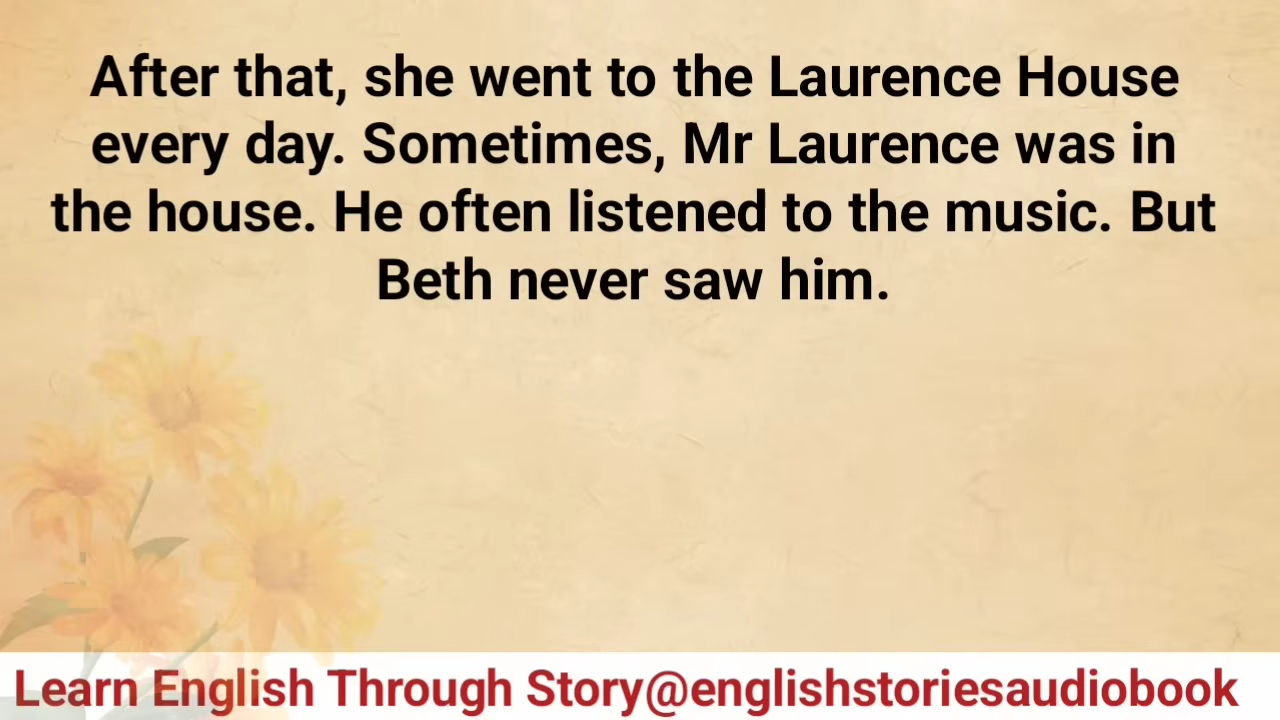 After that, she went to the Laurence House
every day. Sometimes, Mr Laurence was in
the house. He often listened to the music. But
Beth never saw him.
Learn English Through Story@englishstoriesaudiobook